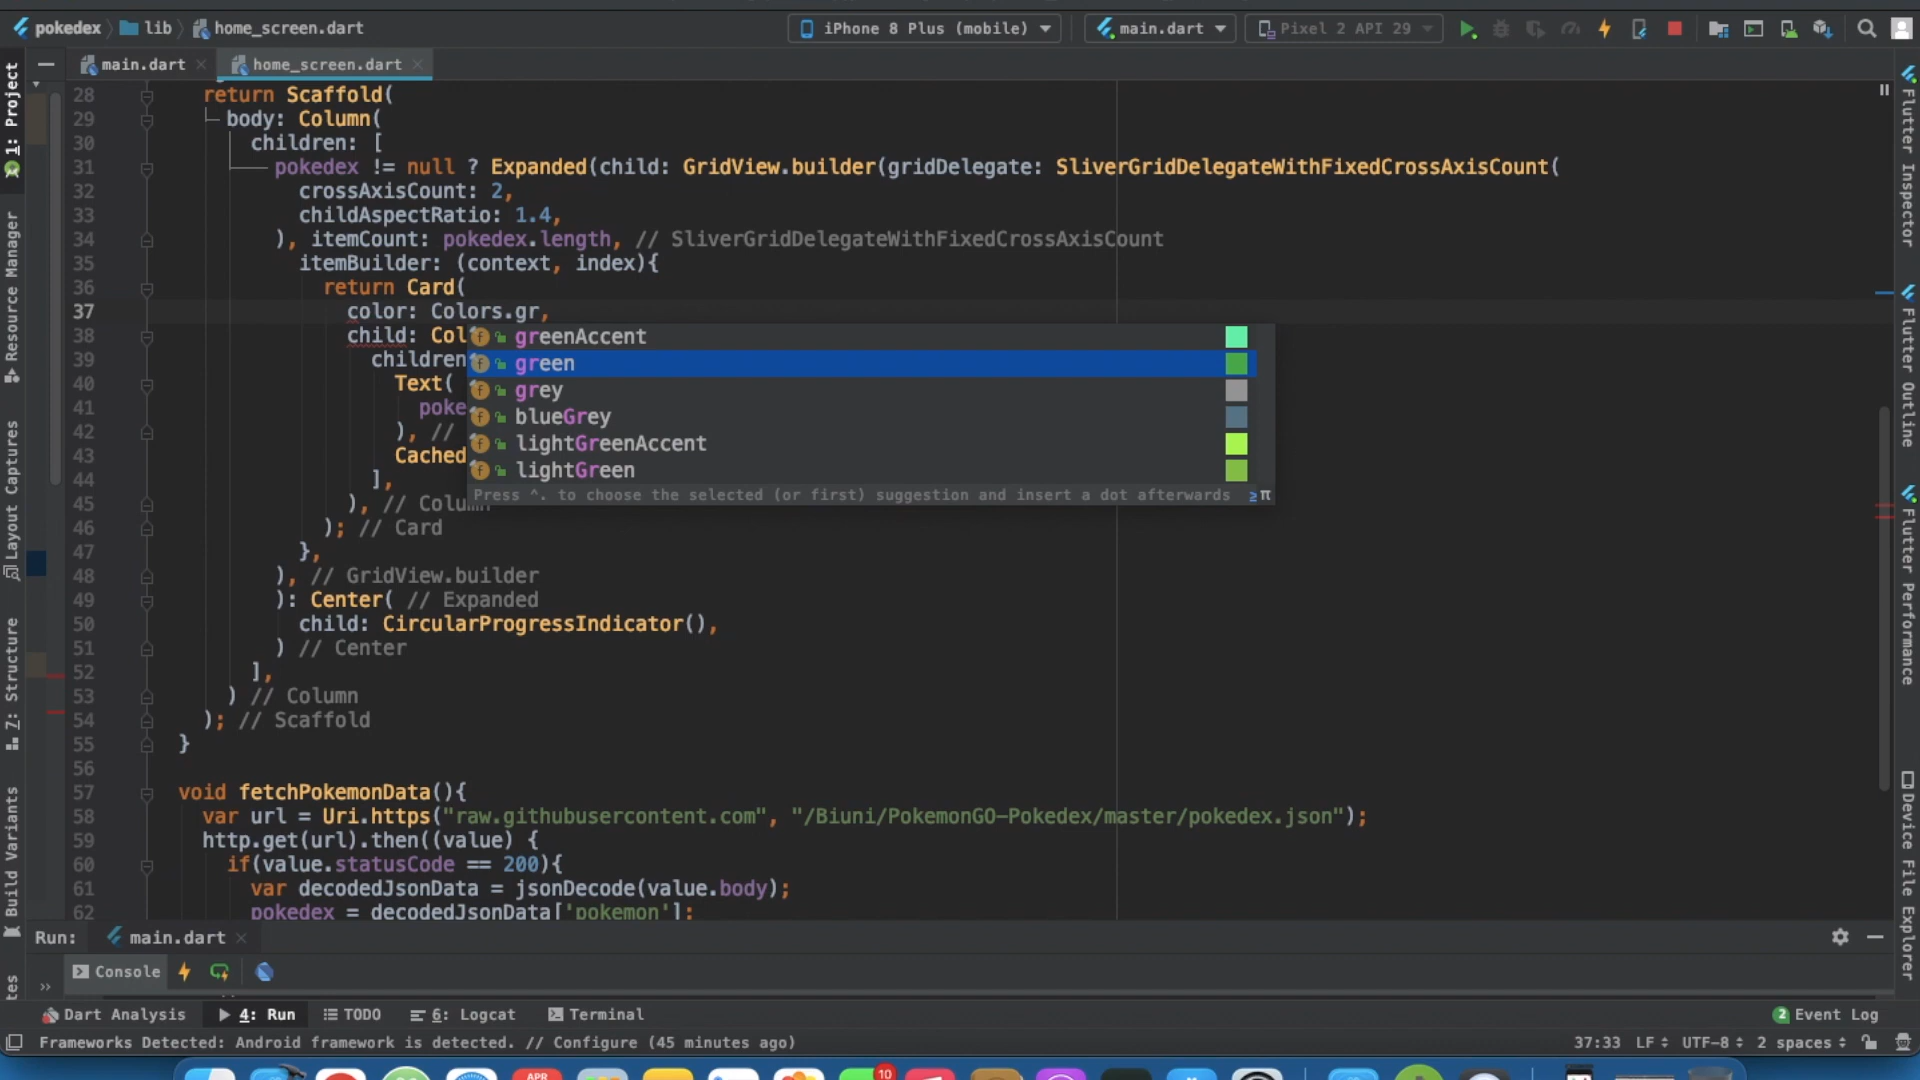 pokedex lib home_screen.dart iPhone 8 Plus (mobile) main.dart Pixel 2 API 29
main.dart home_screen.dart
28 return Scaffold(
29 body: Column(
30 children: [
31 pokedex != null ? Expanded(child: GridView.builder(gridDelegate: SliverGridDelegateWithFixedCrossAxisCount(
32 crossAxisCount: 2,
33 childAspectRatio: 1.4,
34 ), itemCount: pokedex.length, // SliverGridDelegateWithFixedCrossAxisCount
35 itemBuilder: (context, index){
36 return Card(
37 color: Colors.gr,
38 child: Col
greenAccent
39 children
green
40 Text(
grey
41 poke
blueGrey
42 ), //
lightGreenAccent
43 Cached
lightGreen
44 ],
Press ^. to choose the selected (or first) suggestion and insert a dot afterwards ≥ π
45 ), // Column
46 ); // Card
47 },
48 ), // GridView.builder
49 ): Center( // Expanded
50 child: CircularProgressIndicator(),
51 ) // Center
52 ],
53 ) // Column
54 ); // Scaffold
55 }
56
57 void fetchPokemonData(){
58 var url = Uri.https("raw.githubusercontent.com", "/Biuni/PokemonGO-Pokedex/master/pokedex.json");
59 http.get(url).then((value) {
60 if(value.statusCode == 200){
61 var decodedJsonData = jsonDecode(value.body);
62 pokedex = decodedJsonData['pokemon'];
Run: main.dart
Console
Dart Analysis 4: Run TODO 6: Logcat Terminal 2 Event Log
Frameworks Detected: Android framework is detected. // Configure (45 minutes ago) 37:33 LF UTF-8 2 spaces
APR 10
1: Project
Resource Manager
Layout Captures
7: Structure
Build Variants
tes
Flutter Inspector
Flutter Outline
Flutter Performance
Device File Explorer